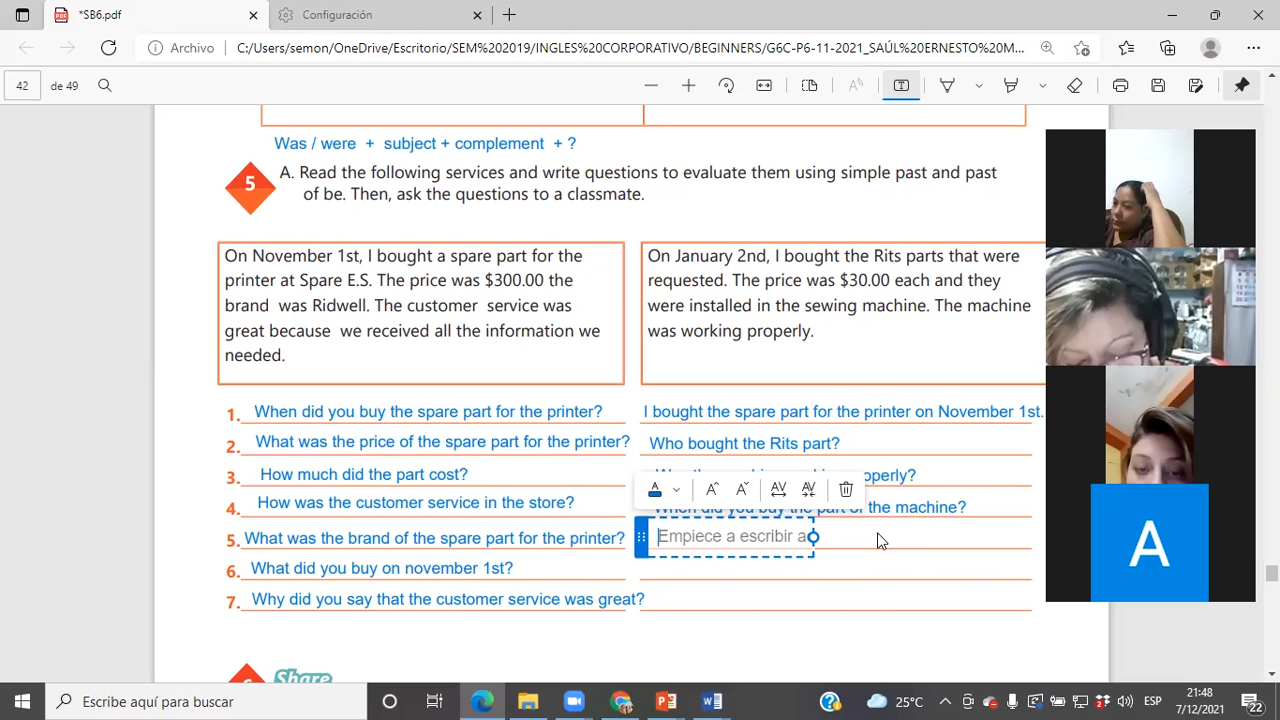 *SB6.pdf
Configuración
Archivo C:/Users/semon/OneDrive/Escritorio/SEM%202019/INGLES%20CORPORATIVO/BEGINNERS/G6C-P6-11-2021_SAÚL%20ERNESTO%20M...
42 de 49
Was / were + subject + complement + ?
5 A. Read the following services and write questions to evaluate them using simple past and past
of be. Then, ask the questions to a classmate.
On November 1st, I bought a spare part for the
printer at Spare E.S. The price was $300.00 the
brand was Ridwell. The customer service was
great because we received all the information we
needed.
On January 2nd, I bought the Rits parts that were
requested. The price was $30.00 each and they
were installed in the sewing machine. The machine
was working properly.
1. When did you buy the spare part for the printer? I bought the spare part for the printer on November 1st.
2. What was the price of the spare part for the printer? Who bought the Rits part?
3. How much did the part cost?
4. How was the customer service in the store? When did you buy the part of the machine?
5. What was the brand of the spare part for the printer? Empiece a escribir a
6. What did you buy on november 1st?
7. Why did you say that the customer service was great?
Share
A
Escribe aquí para buscar
25°C
ESP
21:48
7/12/2021
22